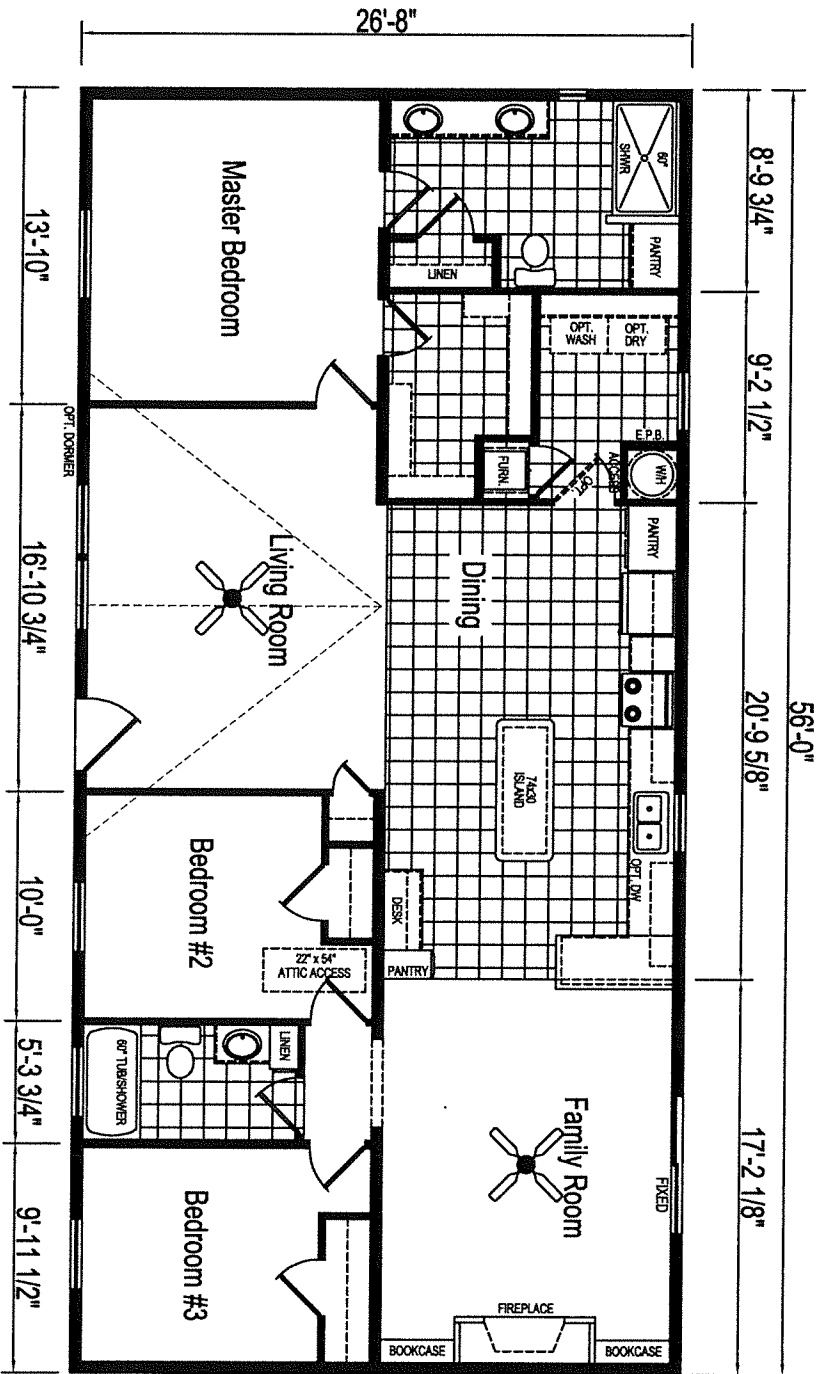 26'-8"
56'-0"
8'-9 3/4"
9'-2 1/2"
20'-9 5/8"
17'-2 1/8"
60"
SHWR
PANTRY
LINEN
Master Bedroom
OPT.
WASH
OPT.
DRY
E.P.B.
W/H
FURN.
OPT.
ACCESS
PANTRY
Dining
Living Room
OPT. DORMER
74x30
ISLAND
OPT. DW
DESK
PANTRY
Bedroom #2
22" x 54"
ATTIC ACCESS
LINEN
60" TUB/SHOWER
Family Room
FIXED
Bedroom #3
FIREPLACE
BOOKCASE
BOOKCASE
13'-10"
16'-10 3/4"
10'-0"
5'-3 3/4"
9'-11 1/2"